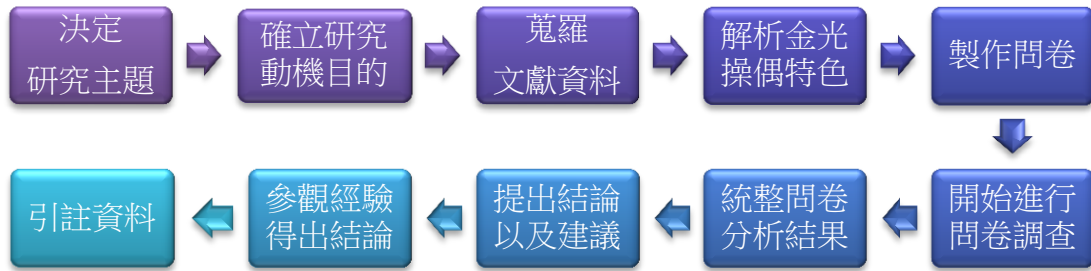 決定
研究主題
確立研究
動機目的
蒐羅
文獻資料
解析金光
操偶特色
製作問卷
開始進行
問卷調查
統整問卷
分析結果
提出結論
以及建議
參觀經驗
得出結論
引註資料